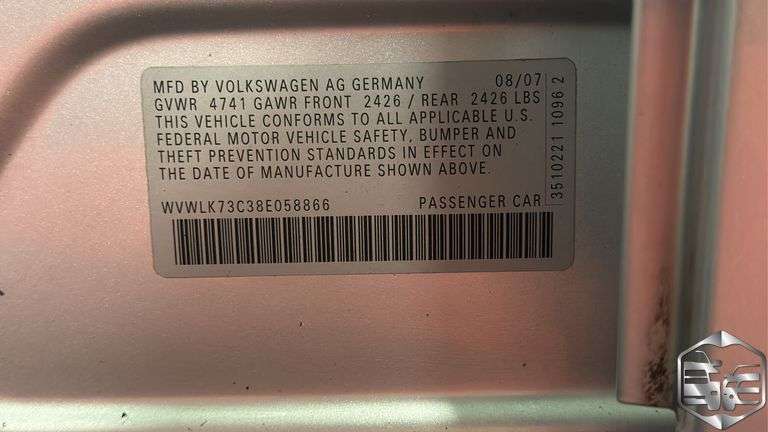 MFD BY VOLKSWAGEN AG GERMANY 08/07
GVWR 4741 GAWR FRONT 2426 / REAR 2426 LBS
THIS VEHICLE CONFORMS TO ALL APPLICABLE U.S.
FEDERAL MOTOR VEHICLE SAFETY, BUMPER AND
THEFT PREVENTION STANDARDS IN EFFECT ON
THE DATE OF MANUFACTURE SHOWN ABOVE.
WVWLK73C38E058866 PASSENGER CAR
3510221 1096 2